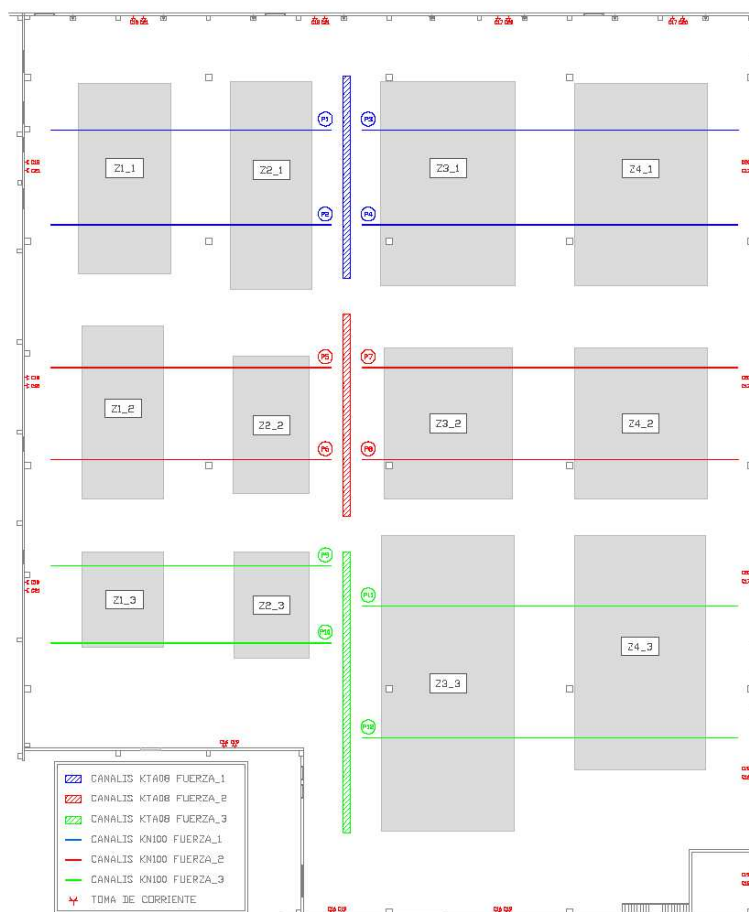 P1
P3
Z1_1
Z2_1
Z3_1
Z4_1
P2
P4
P5
P7
Z1_2
Z2_2
Z3_2
Z4_2
P6
P8
P9
Z1_3
Z2_3
P11
P10
Z4_3
Z3_3
P12
CANALIS KTA08 FUERZA_1
CANALIS KTA08 FUERZA_2
CANALIS KTA08 FUERZA_3
CANALIS KN100 FUERZA_1
CANALIS KN100 FUERZA_2
CANALIS KN100 FUERZA_3
TOMA DE CORRIENTE